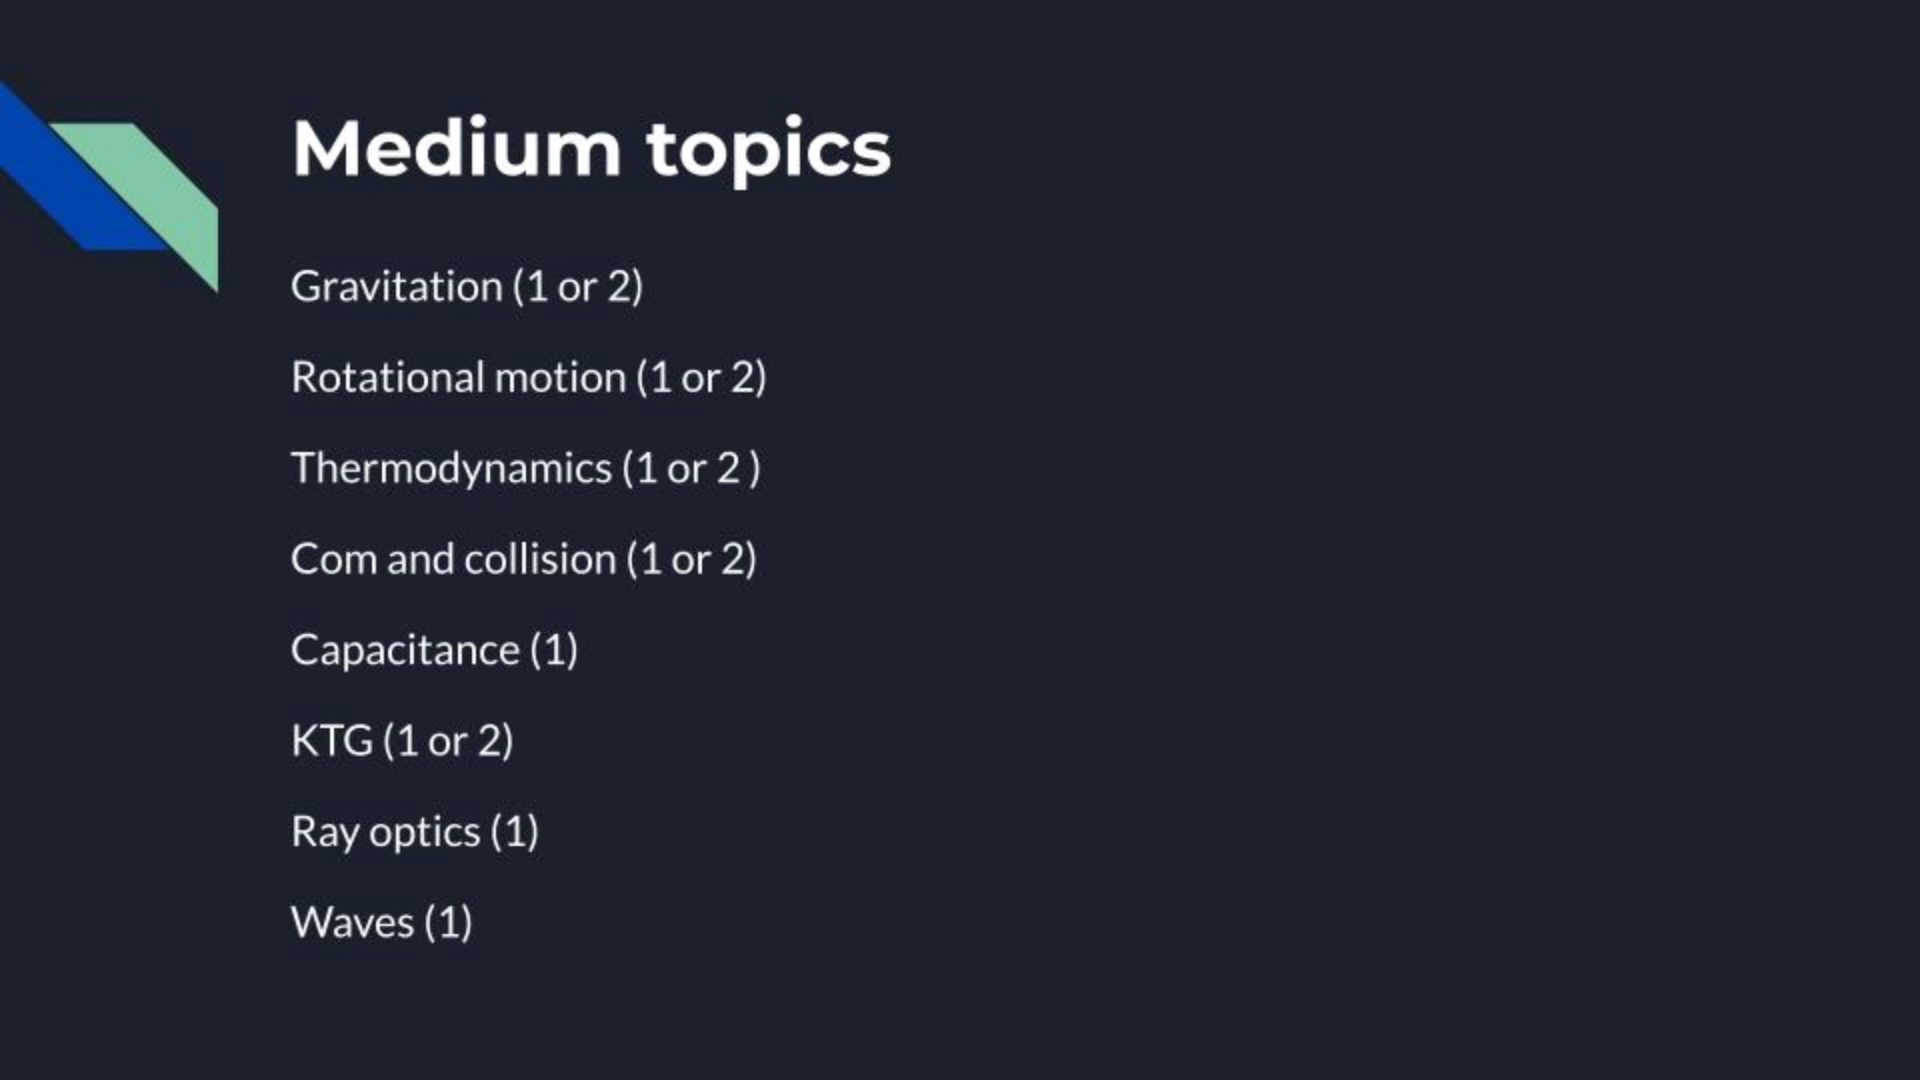 Medium topics
Gravitation (1 or 2)
Rotational motion (1 or 2)
Thermodynamics (1 or 2 )
Com and collision (1 or 2)
Capacitance (1)
KTG (1 or 2)
Ray optics (1)
Waves (1)